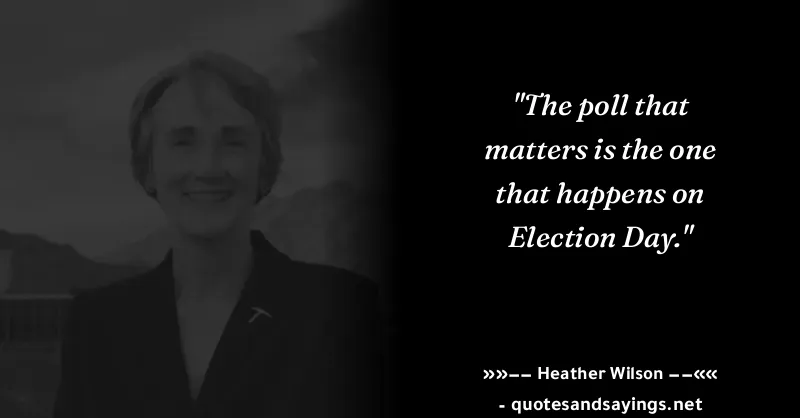 "The poll that
matters is the one
that happens on
Election Day."
»»–– Heather Wilson ––««
- quotesandsayings.net